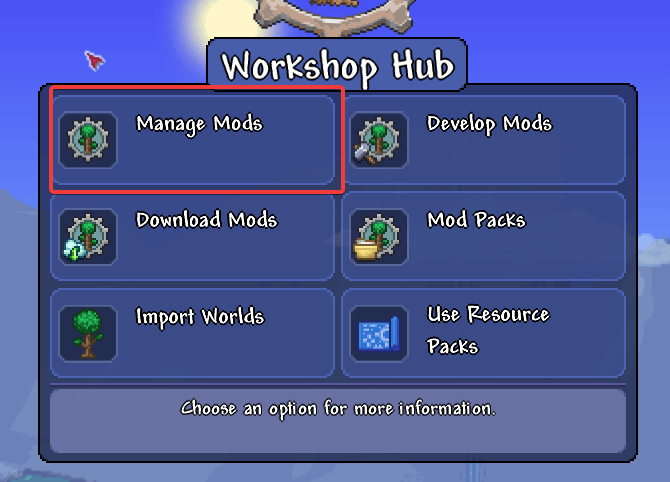 Workshop Hub
Manage Mods
Develop Mods
Download Mods
Mod Packs
Import Worlds
Use Resource
Packs
Choose an option for more information.